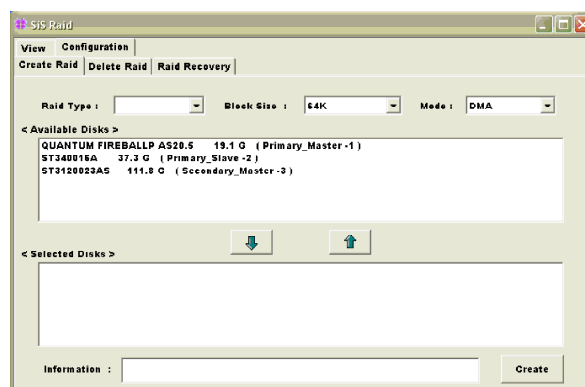 SiS Raid
View Configuration
Create Raid Delete Raid Raid Recovery
Raid Type : Block Size : 64K Mode : DMA
< Available Disks >
QUANTUM FIREBALLP AS20.5 19.1 G ( Primary_Master -1 )
ST340016A 37.3 G ( Primary_Slave -2 )
ST3120023AS 111.8 G ( Secondary_Master -3 )
< Selected Disks >
Information : Create